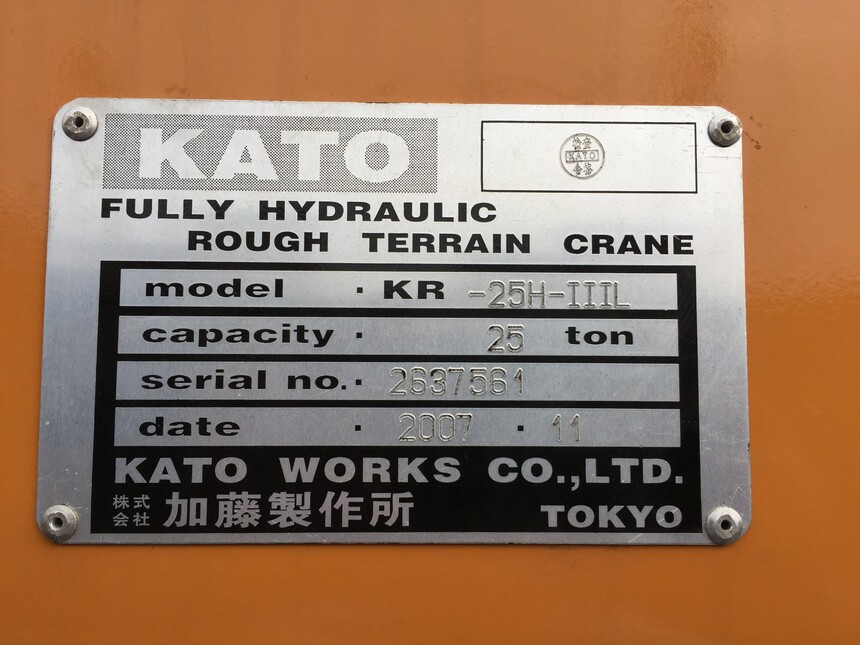 KATO
KATO
FULLY HYDRAULIC
ROUGH TERRAIN CRANE
model · KR -25H-IIIL
capacity · 25 ton
serial no. · 2637561
date · 2007 · 11
KATO WORKS CO.,LTD.
株式会社 加藤製作所 TOKYO